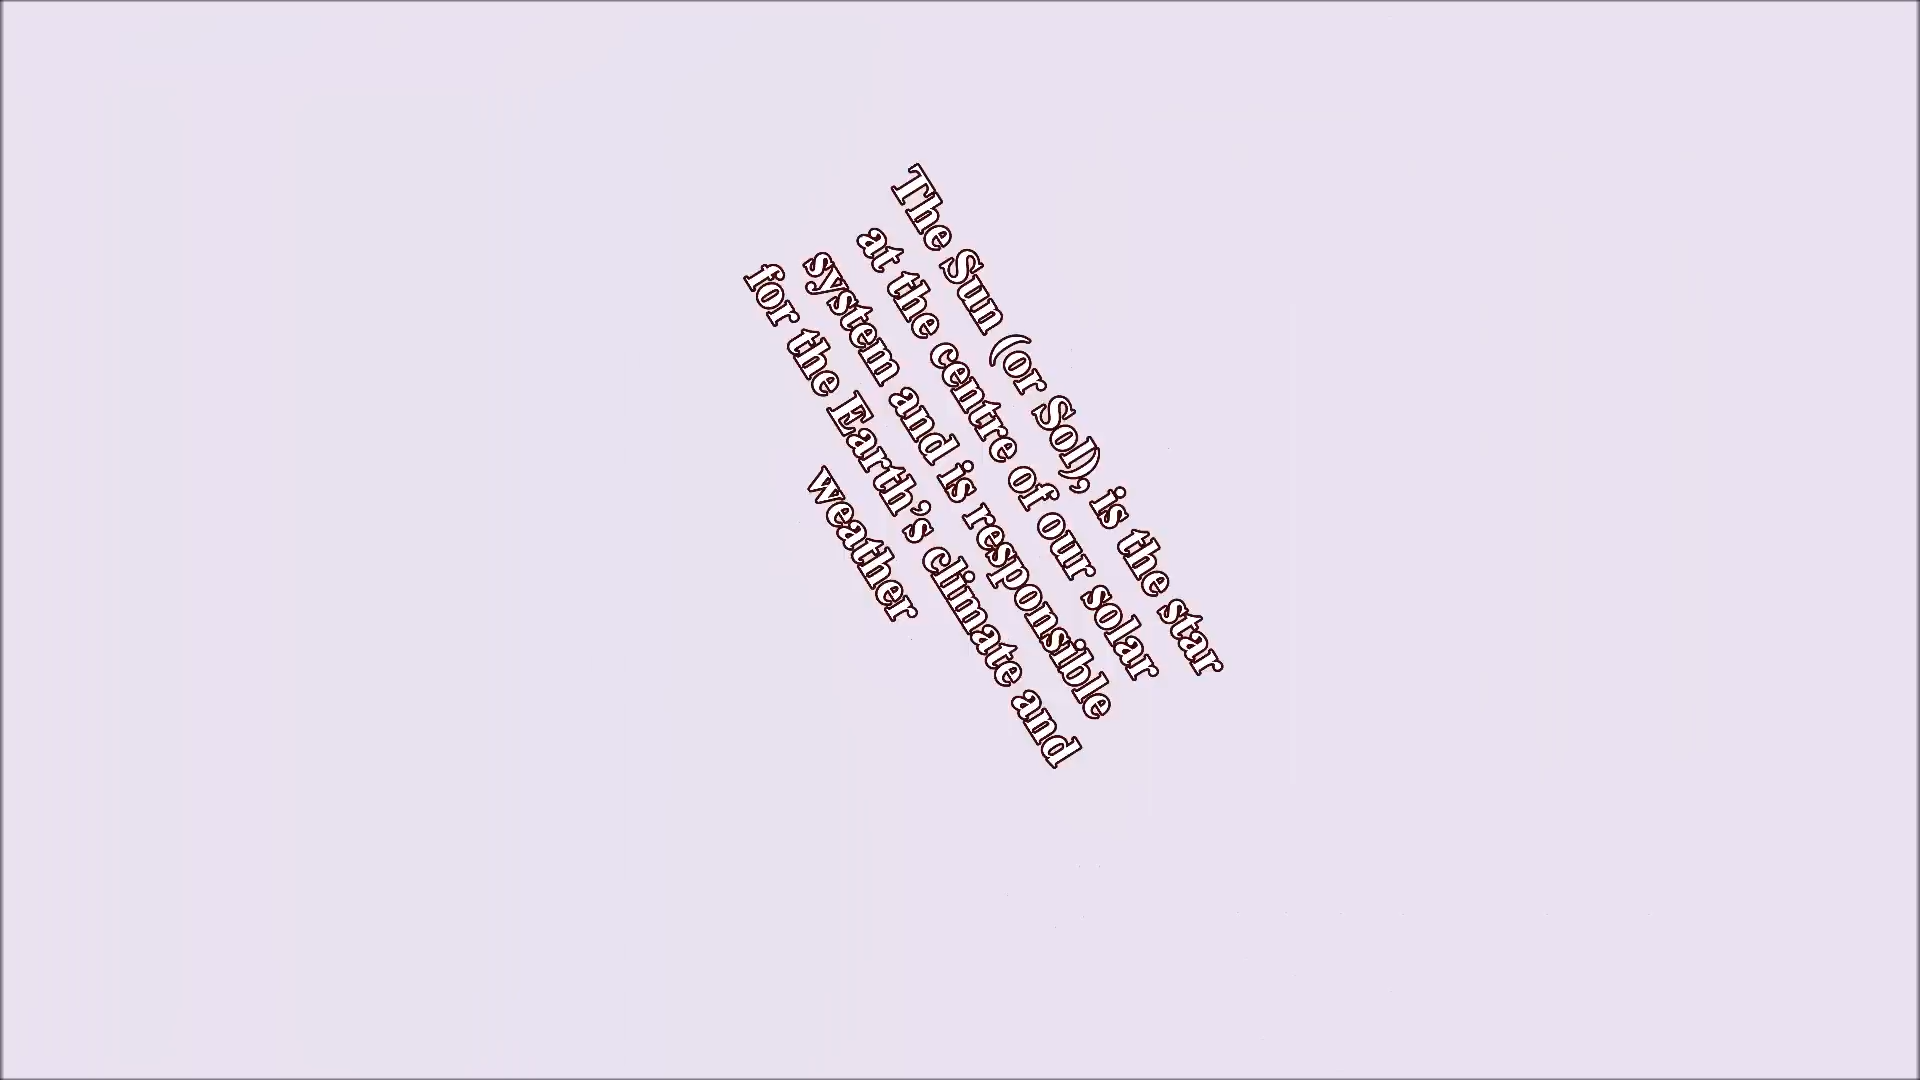 The Sun (or Sol), is the star
at the centre of our solar
system and is responsible
for the Earth’s climate and
weather